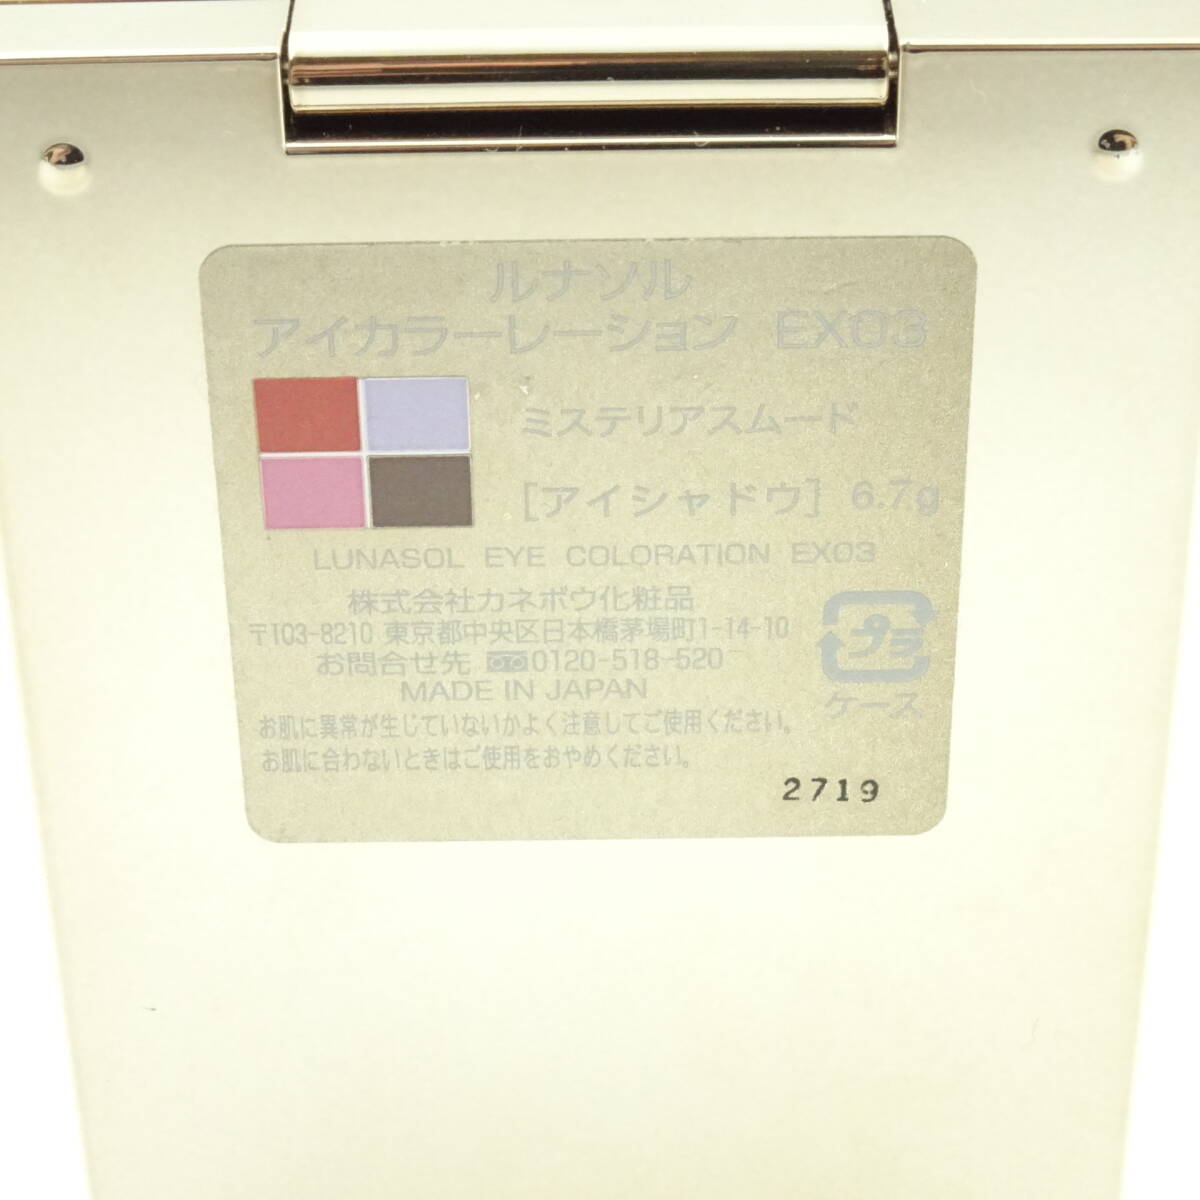 ルナソル
アイカラーレーション EX03
ミステリアスムード
[アイシャドウ] 6.7g
LUNASOL EYE COLORATION EX03
株式会社カネボウ化粧品
〒103-8210 東京都中央区日本橋茅場町1-14-10
お問合せ先 0120-518-520
MADE IN JAPAN
プラ
ケース
お肌に異常が生じていないかよく注意してご使用ください。
お肌に合わないときはご使用をおやめください。
2719